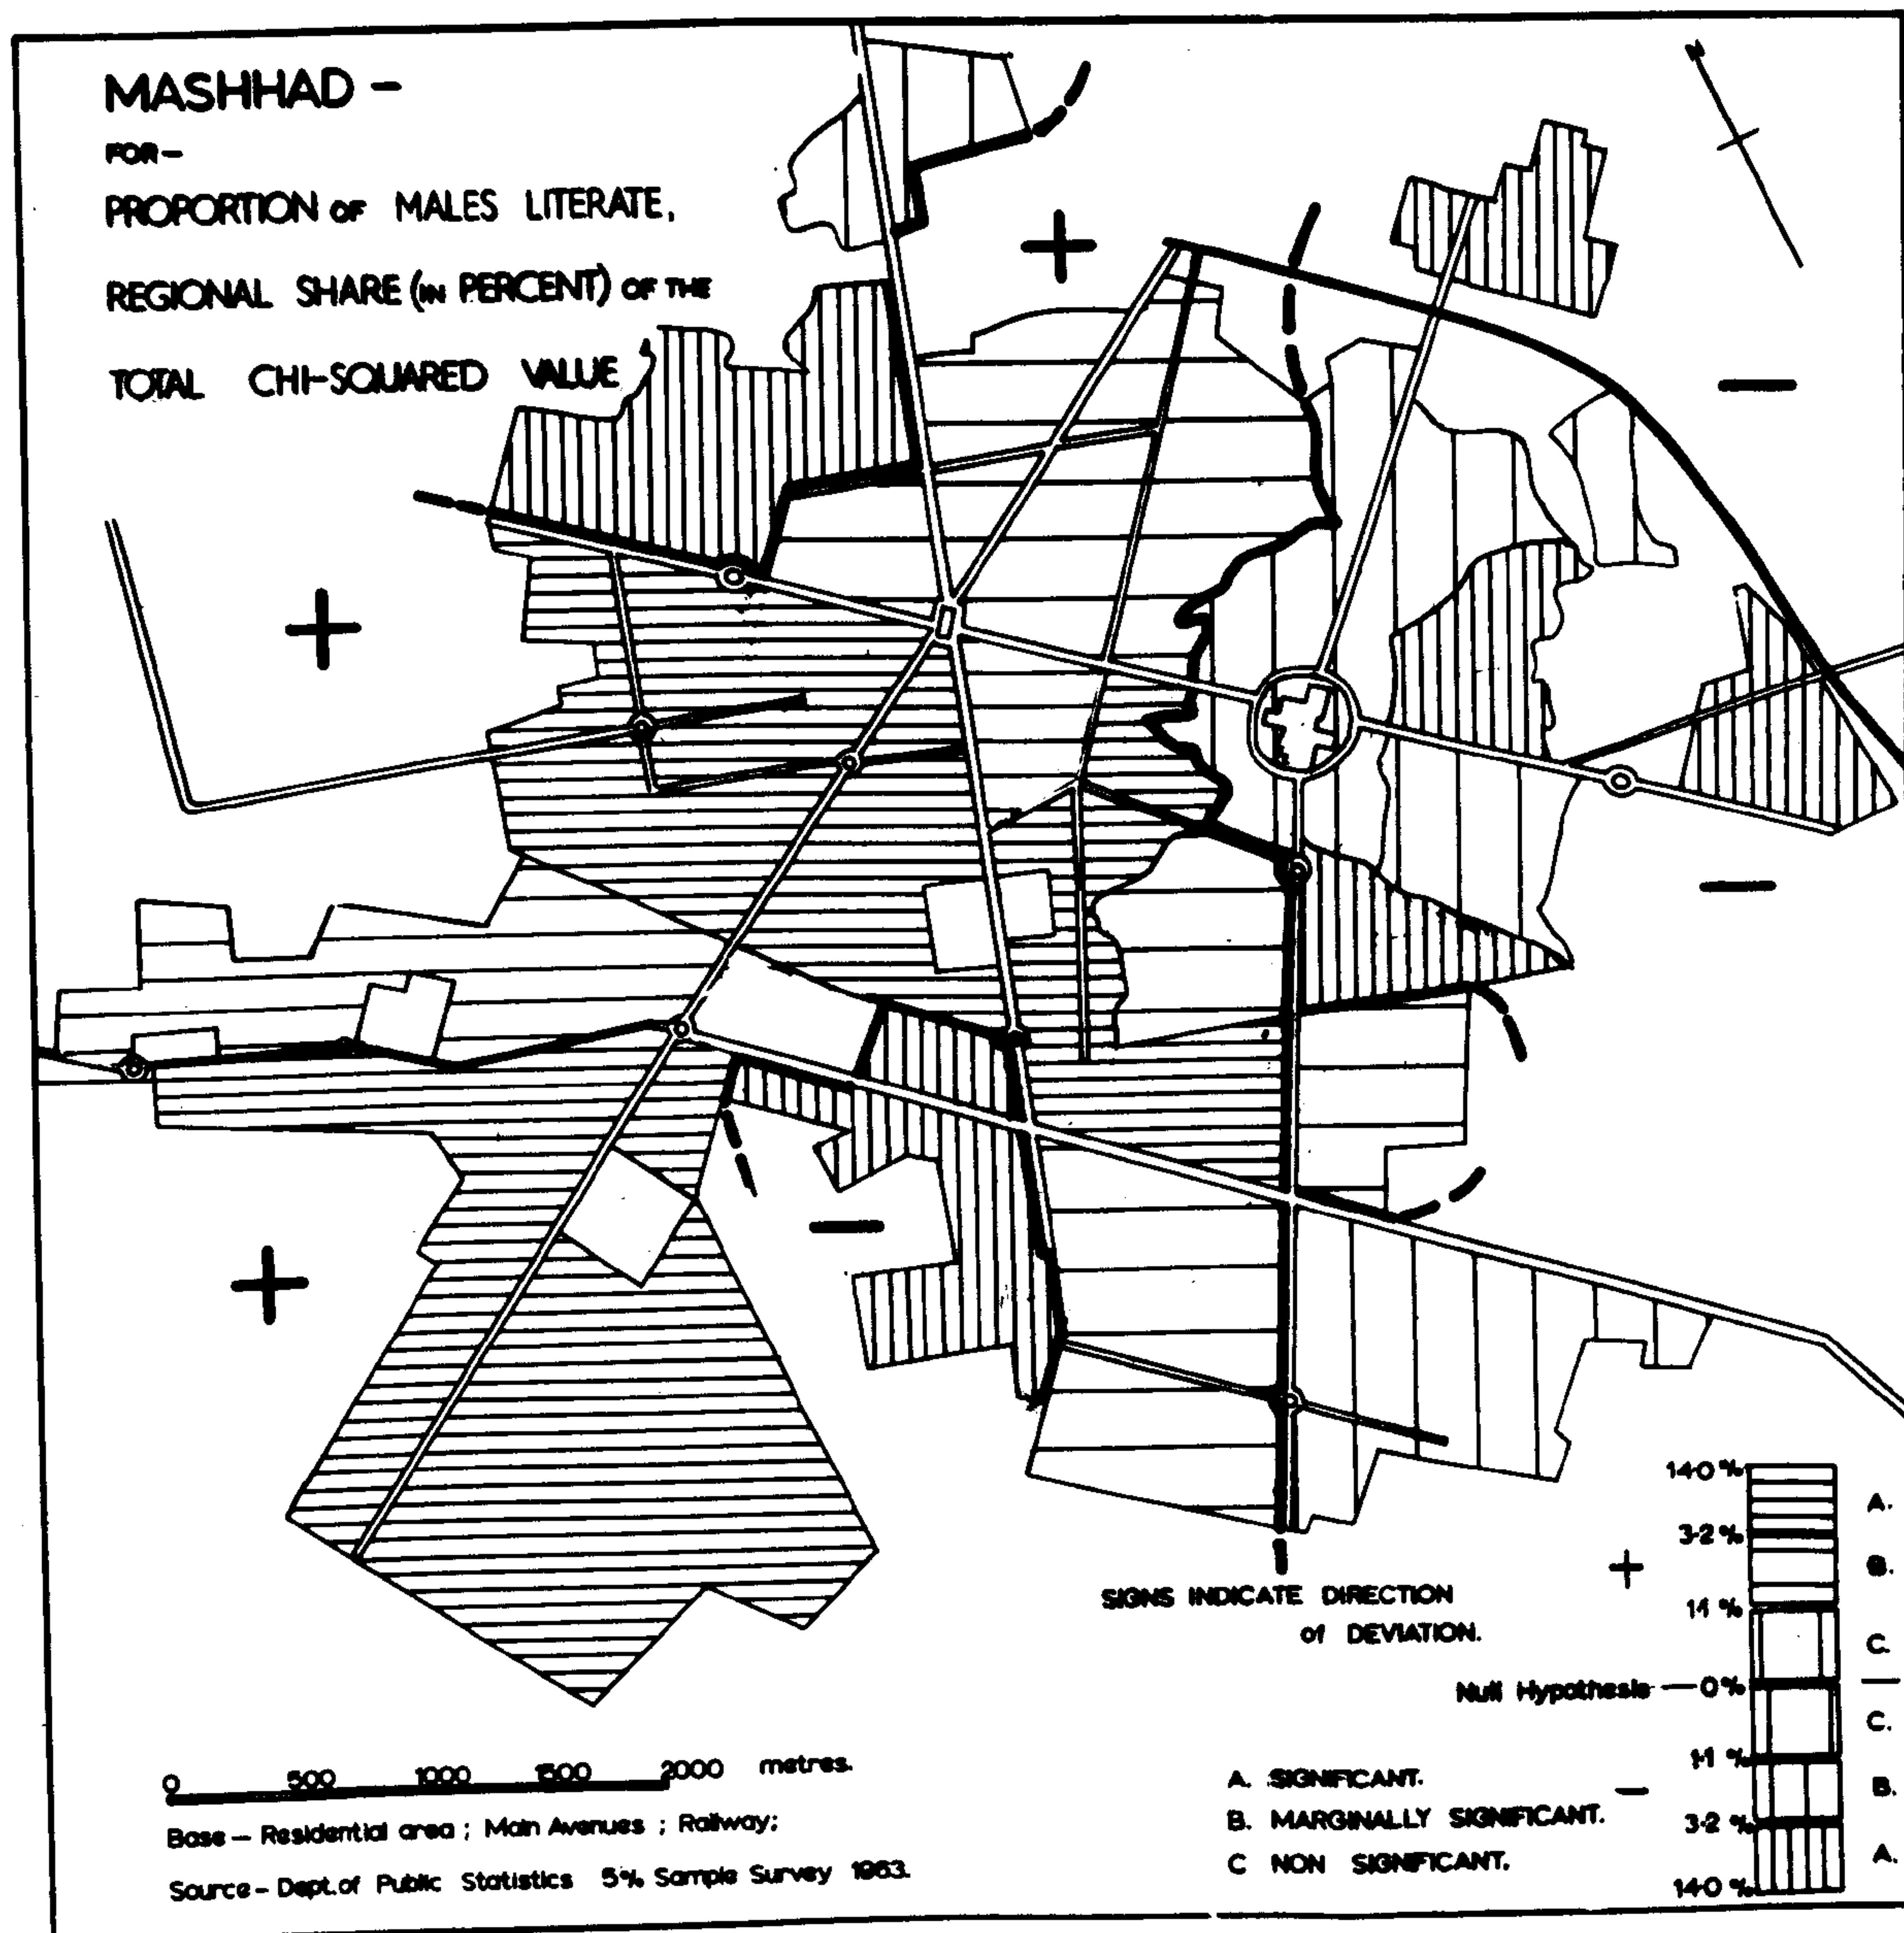 MASHHAD –
FOR –
PROPORTION OF MALES LITERATE,
REGIONAL SHARE (IN PERCENT) OF THE
TOTAL CHI-SQUARED VALUE
N
+
–
+
–
–
+
SIGNS INDICATE DIRECTION
of DEVIATION.
14·0 %
A.
3·2 %
+
B.
1·1 %
C.
Null Hypothesis — 0 %
C.
1·1 %
–
B.
3·2 %
A.
14·0 %
A. SIGNIFICANT.
B. MARGINALLY SIGNIFICANT.
C NON SIGNIFICANT.
0 500 1000 1500 2000 metres.
Base – Residential area ; Main Avenues ; Railway;
Source – Dept. of Public Statistics 5% Sample Survey 1963.